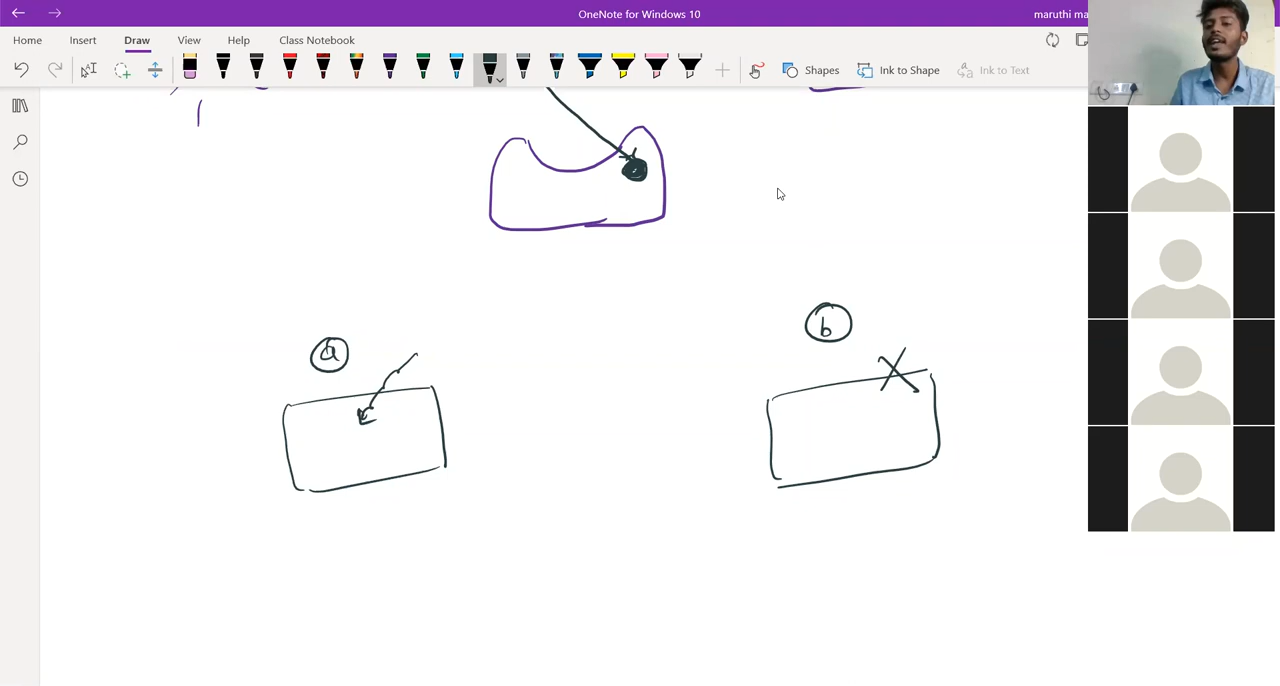 OneNote for Windows 10
maruthi ma
Home Insert Draw View Help Class Notebook
Shapes Ink to Shape Ink to Text
a
b